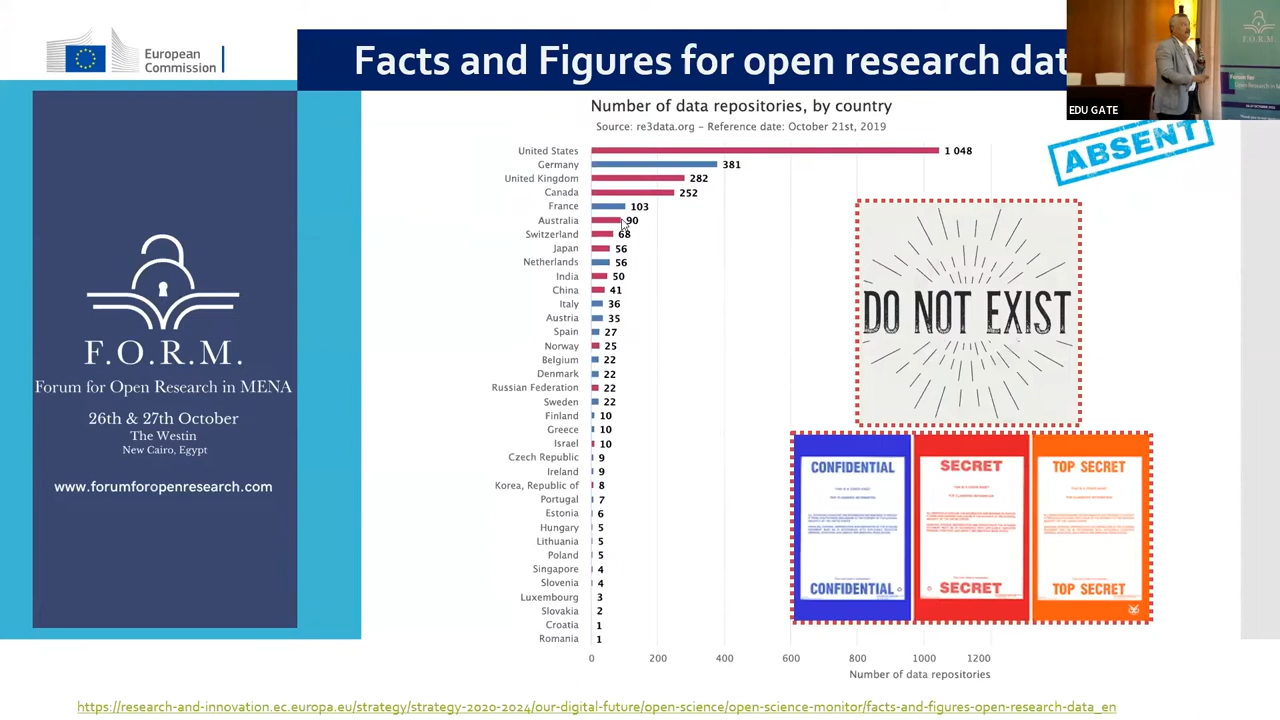 European
Commission
Facts and Figures for open research dat
EDU GATE
F.O.R.M.
Number of data repositories, by country
Source: re3data.org – Reference date: October 21st, 2019
ABSENT
United States 1 048
Germany 381
United Kingdom 282
Canada 252
France 103
Australia 90
Switzerland 68
Japan 56
Netherlands 56
India 50
China 41
Italy 36
Austria 35
Spain 27
Norway 25
Belgium 22
Denmark 22
Russian Federation 22
Sweden 22
Finland 10
Greece 10
Israel 10
Czech Republic 9
Ireland 9
Korea, Republic of 8
Portugal 7
Estonia 6
Hungary 5
Lithuania 5
Poland 5
Singapore 4
Slovenia 4
Luxembourg 3
Slovakia 2
Croatia 1
Romania 1
0 200 400 600 800 1000 1200
Number of data repositories
F.O.R.M.
Forum for Open Research in MENA
26th & 27th October
The Westin
New Cairo, Egypt
www.forumforopenresearch.com
DO NOT EXIST
CONFIDENTIAL
CONFIDENTIAL
SECRET
SECRET
TOP SECRET
TOP SECRET
https://research-and-innovation.ec.europa.eu/strategy/strategy-2020-2024/our-digital-future/open-science/open-science-monitor/facts-and-figures-open-research-data_en